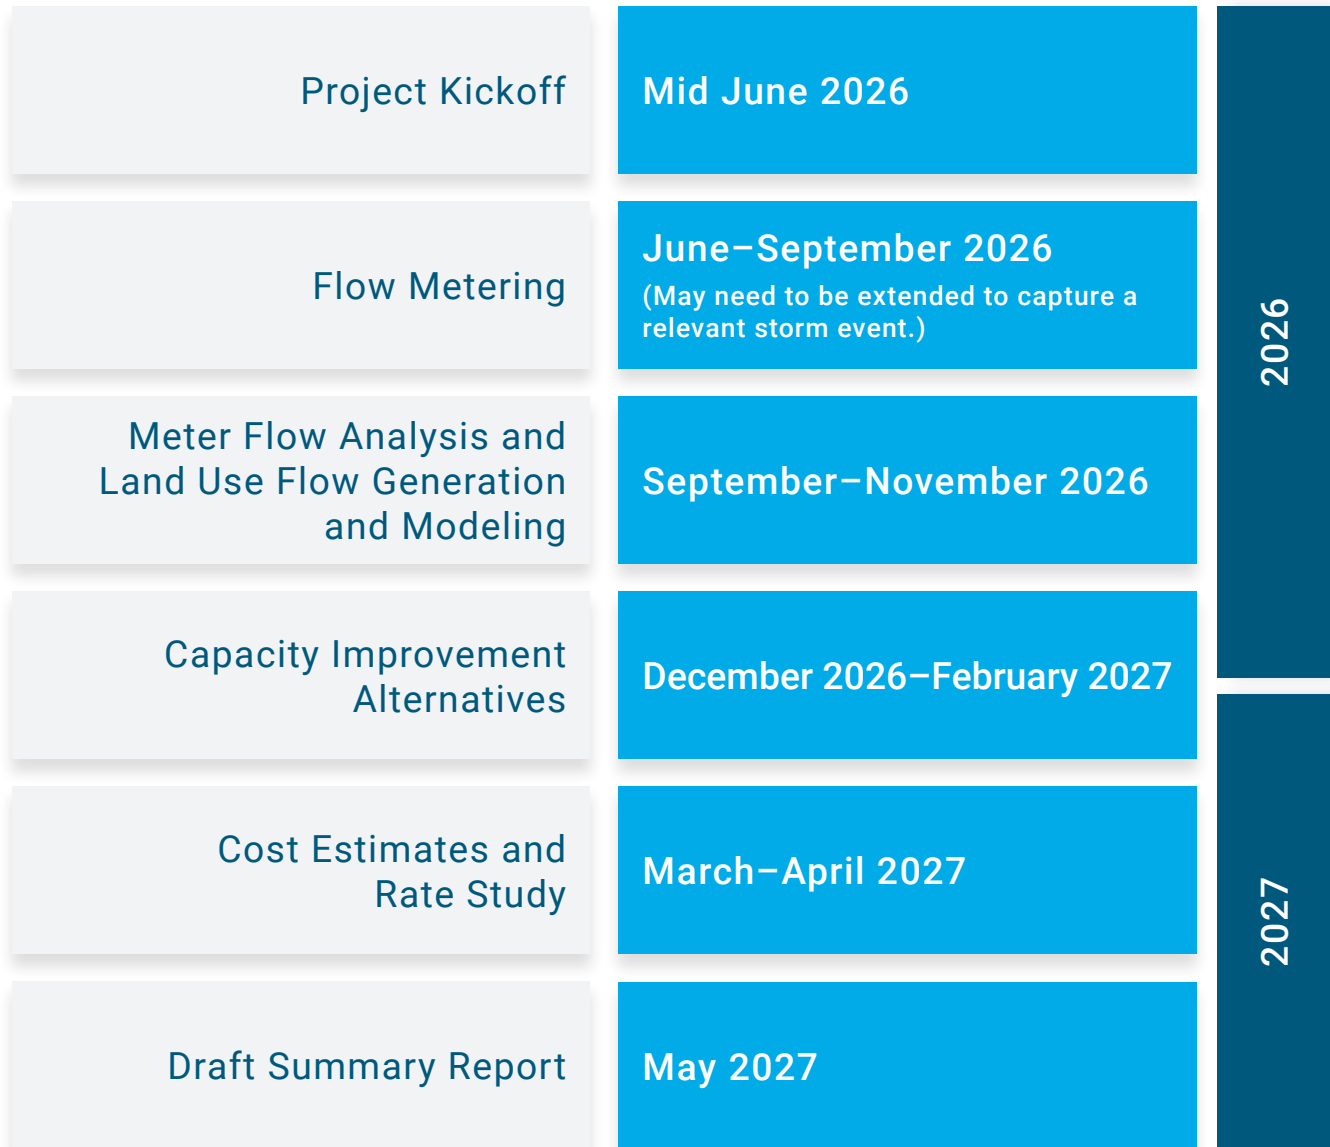 Project Kickoff
Mid June 2026
Flow Metering
June–September 2026
(May need to be extended to capture a
relevant storm event.)
Meter Flow Analysis and
Land Use Flow Generation
and Modeling
September–November 2026
2026
Capacity Improvement
Alternatives
December 2026–February 2027
Cost Estimates and
Rate Study
March–April 2027
Draft Summary Report
May 2027
2027